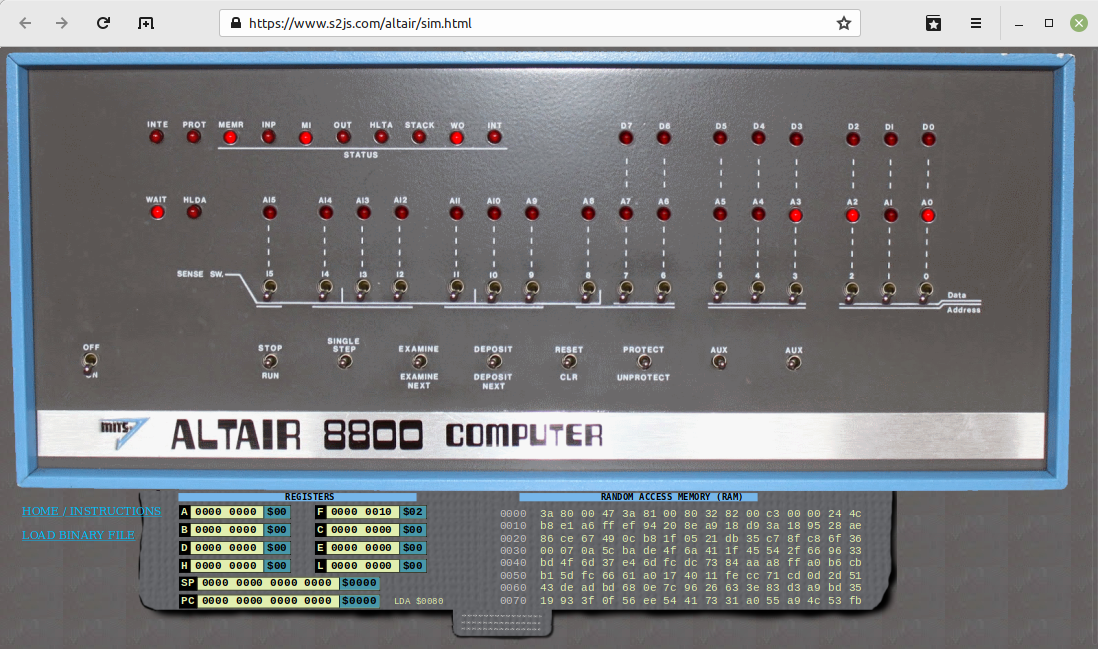 https://www.s2js.com/altair/sim.html
INTE PROT MEMR INP MI OUT HLTA STACK WO INT D7 D6 D5 D4 D3 D2 D1 D0
STATUS
WAIT HLDA A15 A14 A13 A12 A11 A10 A9 A8 A7 A6 A5 A4 A3 A2 A1 A0
SENSE SW. 15 14 13 12 11 10 9 8 7 6 5 4 3 2 1 0
Data
Address
OFF STOP SINGLE STEP EXAMINE DEPOSIT RESET PROTECT AUX AUX
ON RUN EXAMINE NEXT DEPOSIT NEXT CLR UNPROTECT
mits ALTAIR 8800 COMPUTER
REGISTERS RANDOM ACCESS MEMORY (RAM)
HOME / INSTRUCTIONS
LOAD BINARY FILE
A 0000 0000 $00 F 0000 0010 $02
B 0000 0000 $00 C 0000 0000 $00
D 0000 0000 $00 E 0000 0000 $00
H 0000 0000 $00 L 0000 0000 $00
SP 0000 0000 0000 0000 $0000
PC 0000 0000 0000 0000 $0000 LDA $0080
0000 3a 80 00 47 3a 81 00 80 32 82 00 c3 00 00 24 4c
0010 b8 e1 a6 ff ef 94 20 8e a9 18 d9 3a 18 95 28 ae
0020 86 ce 67 49 0c b8 1f 05 21 db 35 c7 8f c8 6f 36
0030 00 07 0a 5c ba de 4f 6a 41 1f 45 54 2f 66 96 33
0040 bd 4f 6d 37 e4 6d fc dc 73 84 aa a8 ff a0 b6 cb
0050 b1 5d fc 66 61 a0 17 40 11 fe cc 71 cd 0d 2d 51
0060 43 de ad bd 68 0e 7c 96 26 63 3e 83 d3 a9 bd 35
0070 19 93 3f 0f 56 ee 54 41 73 31 a0 55 a9 4c 53 fb